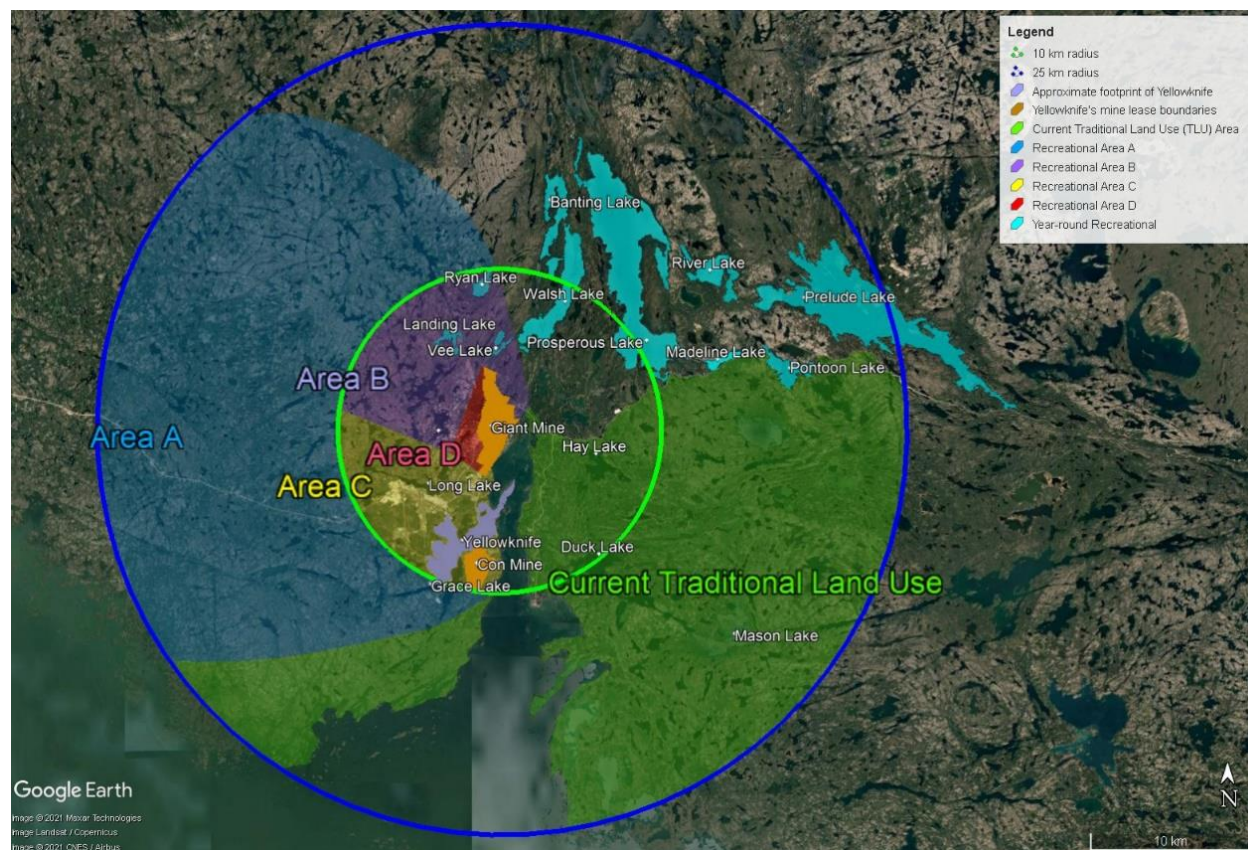 Legend
10 km radius
25 km radius
Approximate footprint of Yellowknife
Yellowknife's mine lease boundaries
Current Traditional Land Use (TLU) Area
Recreational Area A
Recreational Area B
Recreational Area C
Recreational Area D
Year-round Recreational
Banting Lake
River Lake
Ryan Lake
Walsh Lake
Prelude Lake
Landing Lake
Prosperous Lake
Vee Lake
Madeline Lake
Pontoon Lake
Area B
Giant Mine
Area A
Hay Lake
Area D
Area C
Long Lake
Yellowknife
Duck Lake
Con Mine
Grace Lake
Current Traditional Land Use
Mason Lake
Google Earth
N
Image © 2021 Maxar Technologies
Image Landsat / Copernicus
Image © 2021 CNES / Airbus
10 km